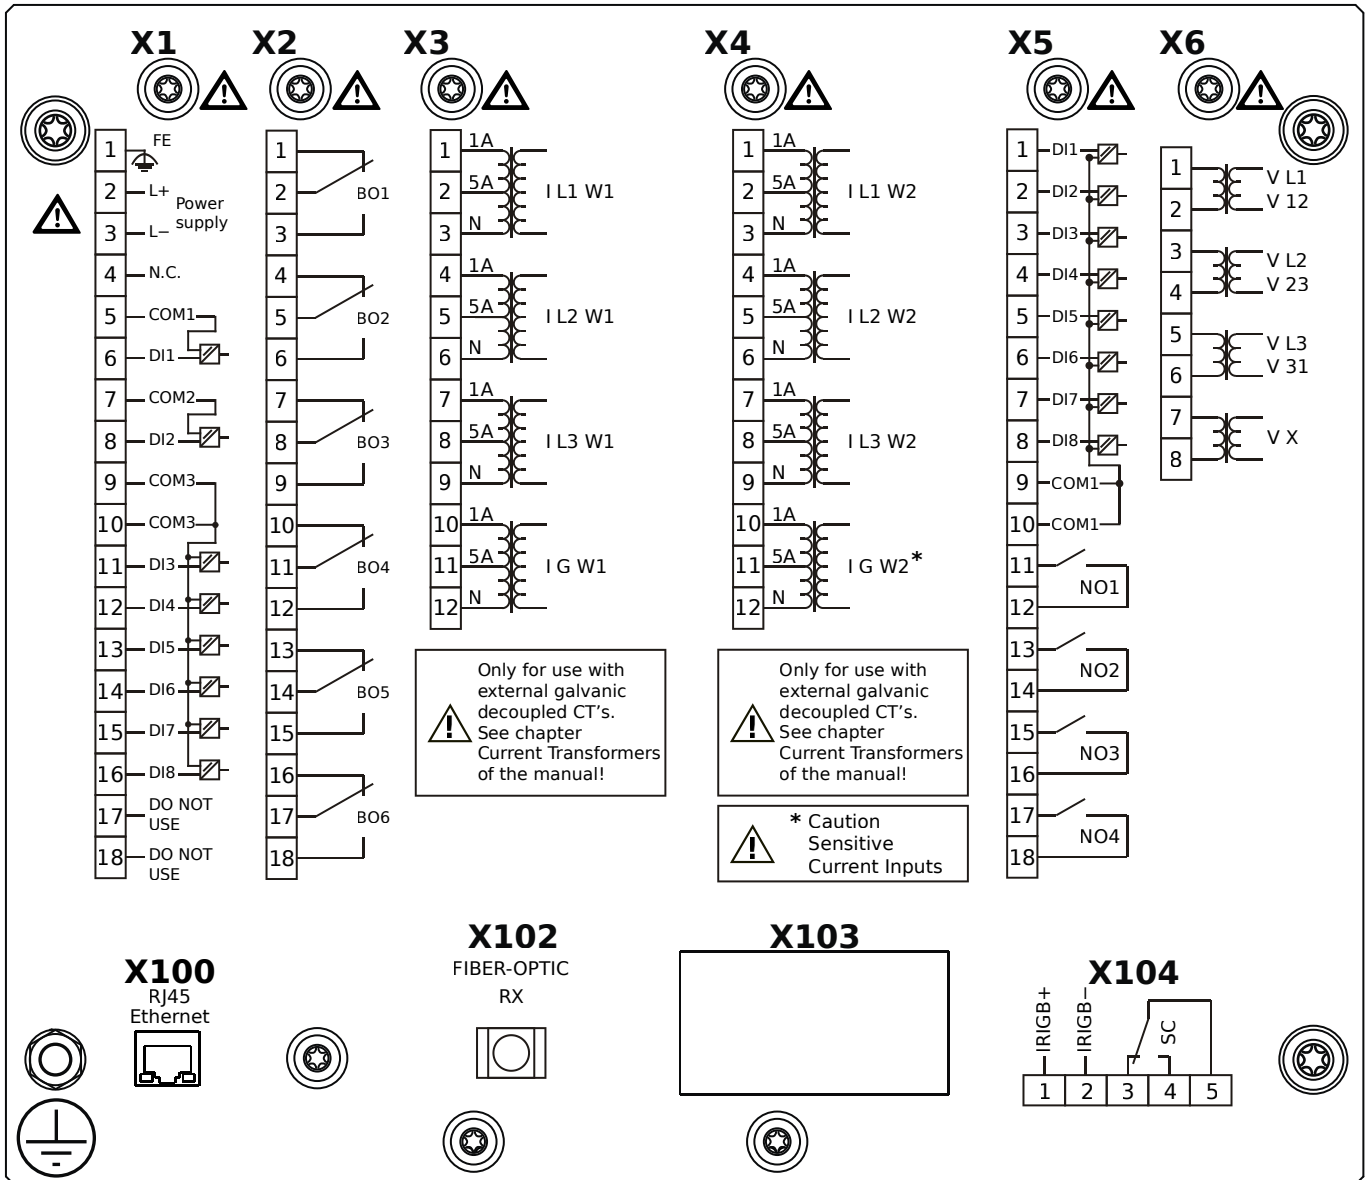 X1
1
FE
2
L+
Power
supply
3
L−
4
N.C.
5
COM1
6
DI1
7
COM2
8
DI2
9
COM3
10
COM3
11
DI3
12
DI4
13
DI5
14
DI6
15
DI7
16
DI8
17
DO NOT
USE
18
DO NOT
USE
X2
1
2
BO1
3
4
5
BO2
6
7
8
BO3
9
10
11
BO4
12
13
14
BO5
15
16
17
BO6
18
X3
1
1A
2
5A
I L1 W1
3
N
4
1A
5
5A
I L2 W1
6
N
7
1A
8
5A
I L3 W1
9
N
10
1A
11
5A
I G W1
12
N
Only for use with
external galvanic
decoupled CT's.
See chapter
Current Transformers
of the manual!
X4
1
1A
2
5A
I L1 W2
3
N
4
1A
5
5A
I L2 W2
6
N
7
1A
8
5A
I L3 W2
9
N
10
1A
11
5A
I G W2*
12
N
Only for use with
external galvanic
decoupled CT's.
See chapter
Current Transformers
of the manual!
* Caution
Sensitive
Current Inputs
X5
1
DI1
2
DI2
3
DI3
4
DI4
5
DI5
6
DI6
7
DI7
8
DI8
9
COM1
10
COM1
11
NO1
12
13
NO2
14
15
NO3
16
17
NO4
18
X6
1
V L1
2
V 12
3
V L2
4
V 23
5
V L3
6
V 31
7
V X
8
X100
RJ45
Ethernet
X102
FIBER-OPTIC
RX
X103
X104
IRIGB+
IRIGB−
SC
1 2 3 4 5